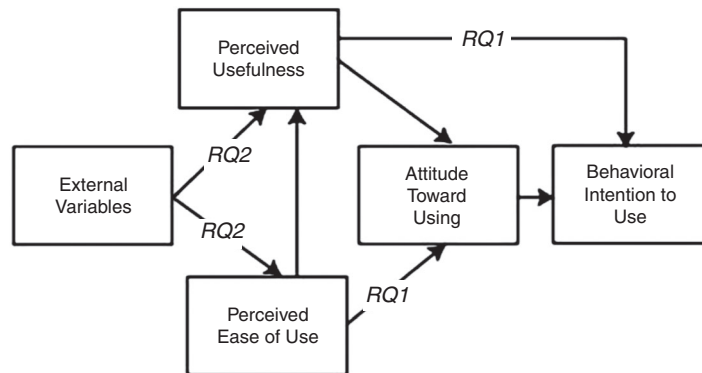 Perceived
Usefulness
RQ1
RQ2
External
Variables
Attitude
Toward
Using
Behavioral
Intention to
Use
RQ2
Perceived
Ease of Use
RQ1